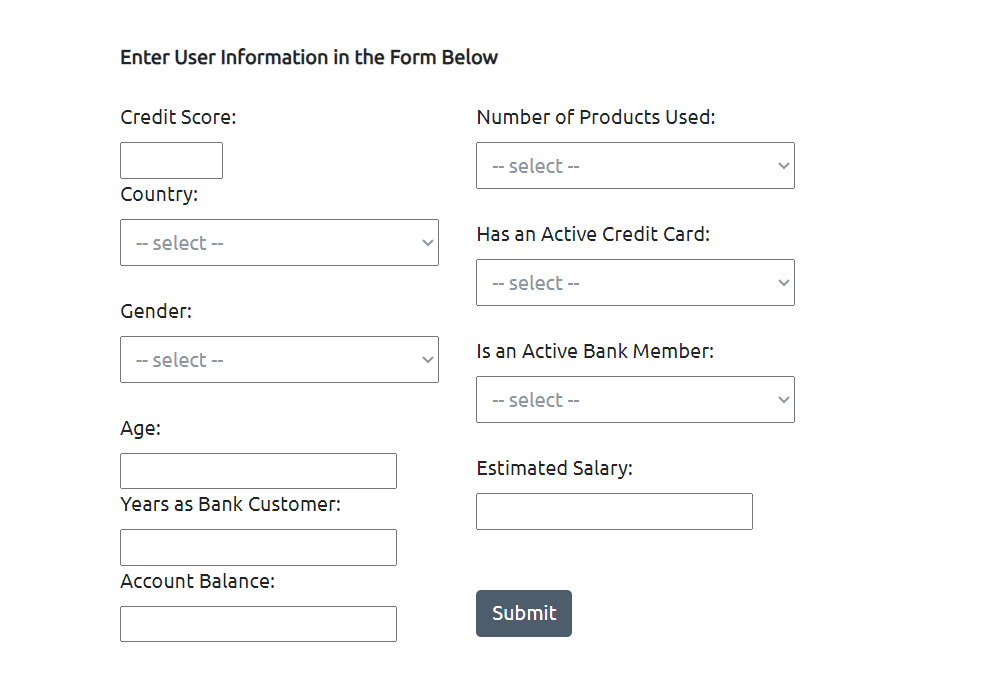 Enter User Information in the Form Below
Credit Score:
Country:
-- select --
Gender:
-- select --
Age:
Years as Bank Customer:
Account Balance:
Number of Products Used:
-- select --
Has an Active Credit Card:
-- select --
Is an Active Bank Member:
-- select --
Estimated Salary:
Submit